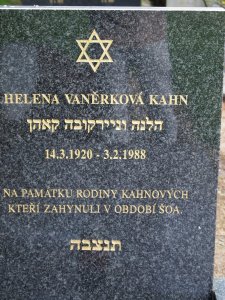 HELENA VANĚRKOVÁ KAHN
הלנה וניירקובה קאהן
14.3.1920 - 3.2.1988
NA PAMÁTKU RODINY KAHNOVÝCH
KTEŘÍ ZAHYNULI V OBDOBÍ ŠOA
תנצבה